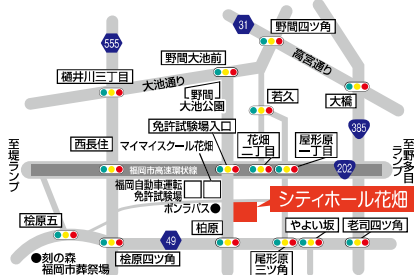 31
野間四ツ角
555
野間大池前
高宮通り
樋井川三丁目
大池通り
野間
大池公園
若久
大橋
免許試験場入口
385
西長住
マイマイスクール花畑
花畑
二丁目
屋形原
一丁目
至堤ランプ
至野多目
ランプ
福岡市高速環状線
202
福岡自動車運転
免許試験場
ボンラパス
シティホール花畑
桧原五
柏原
やよい坂
老司四ツ角
49
刻の森
福岡市葬祭場
桧原四ツ角
屋形原
三ツ角